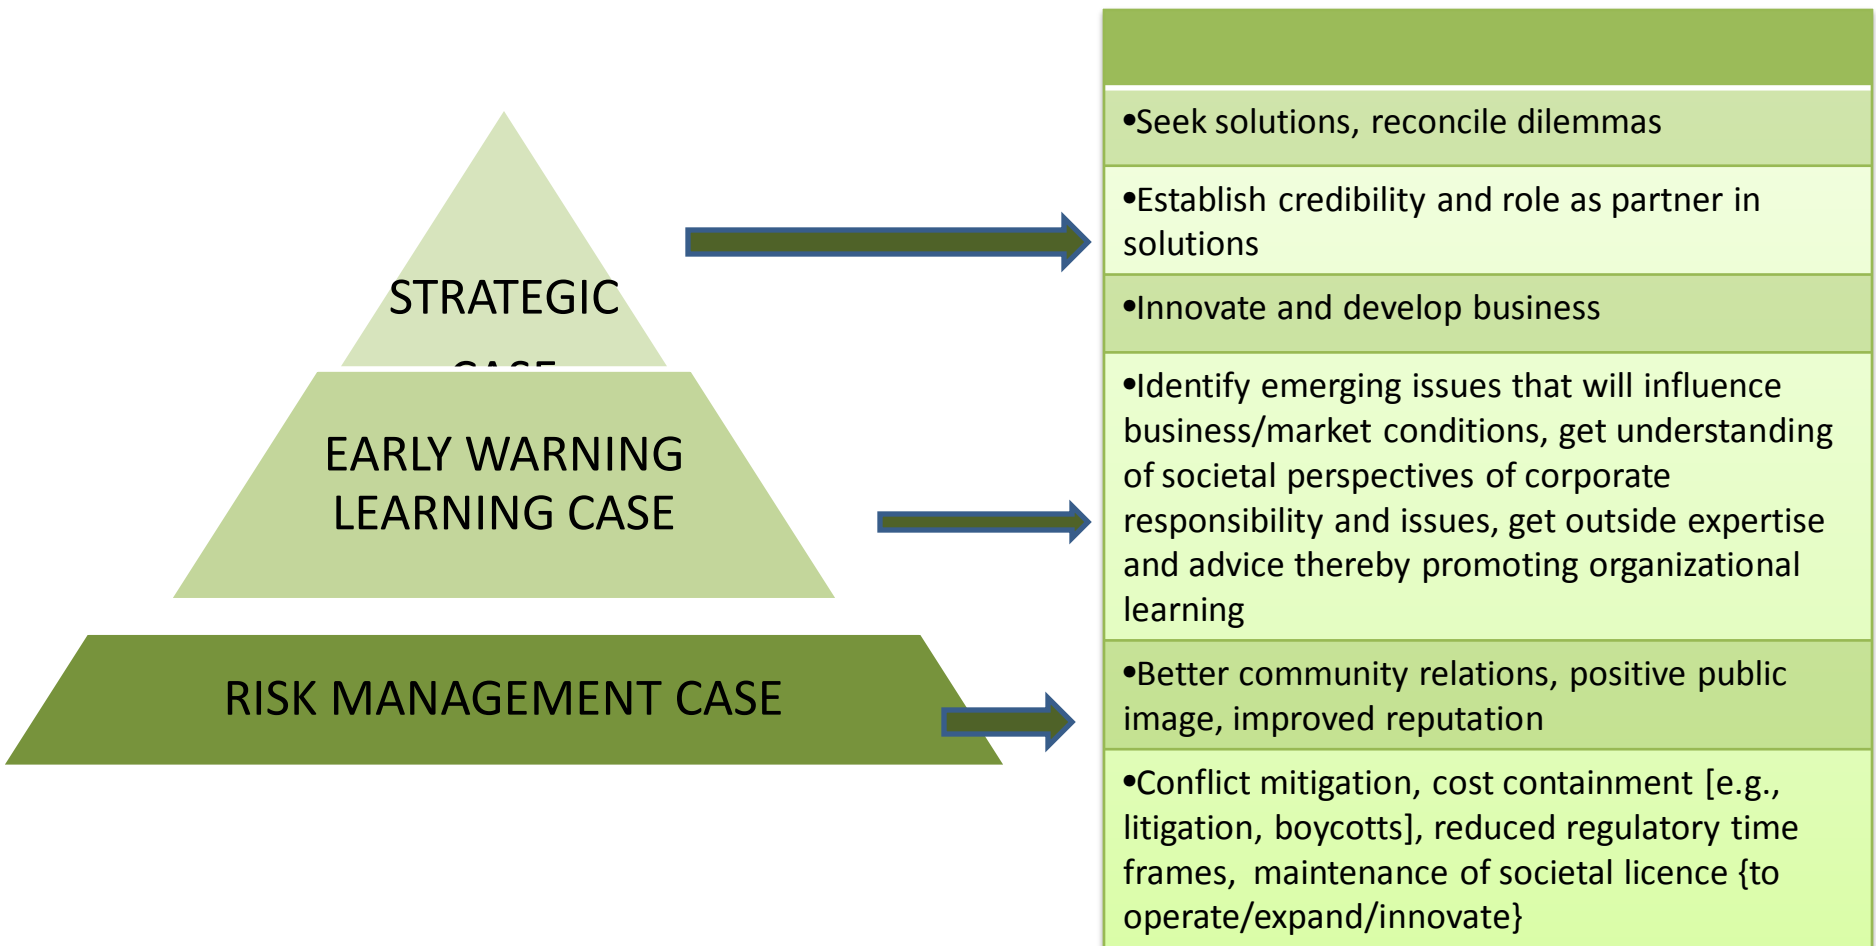 STRATEGIC
CASE
EARLY WARNING
LEARNING CASE
RISK MANAGEMENT CASE
•Seek solutions, reconcile dilemmas
•Establish credibility and role as partner in
solutions
•Innovate and develop business
•Identify emerging issues that will influence
business/market conditions, get understanding
of societal perspectives of corporate
responsibility and issues, get outside expertise
and advice thereby promoting organizational
learning
•Better community relations, positive public
image, improved reputation
•Conflict mitigation, cost containment [e.g.,
litigation, boycotts], reduced regulatory time
frames,  maintenance of societal licence {to
operate/expand/innovate}